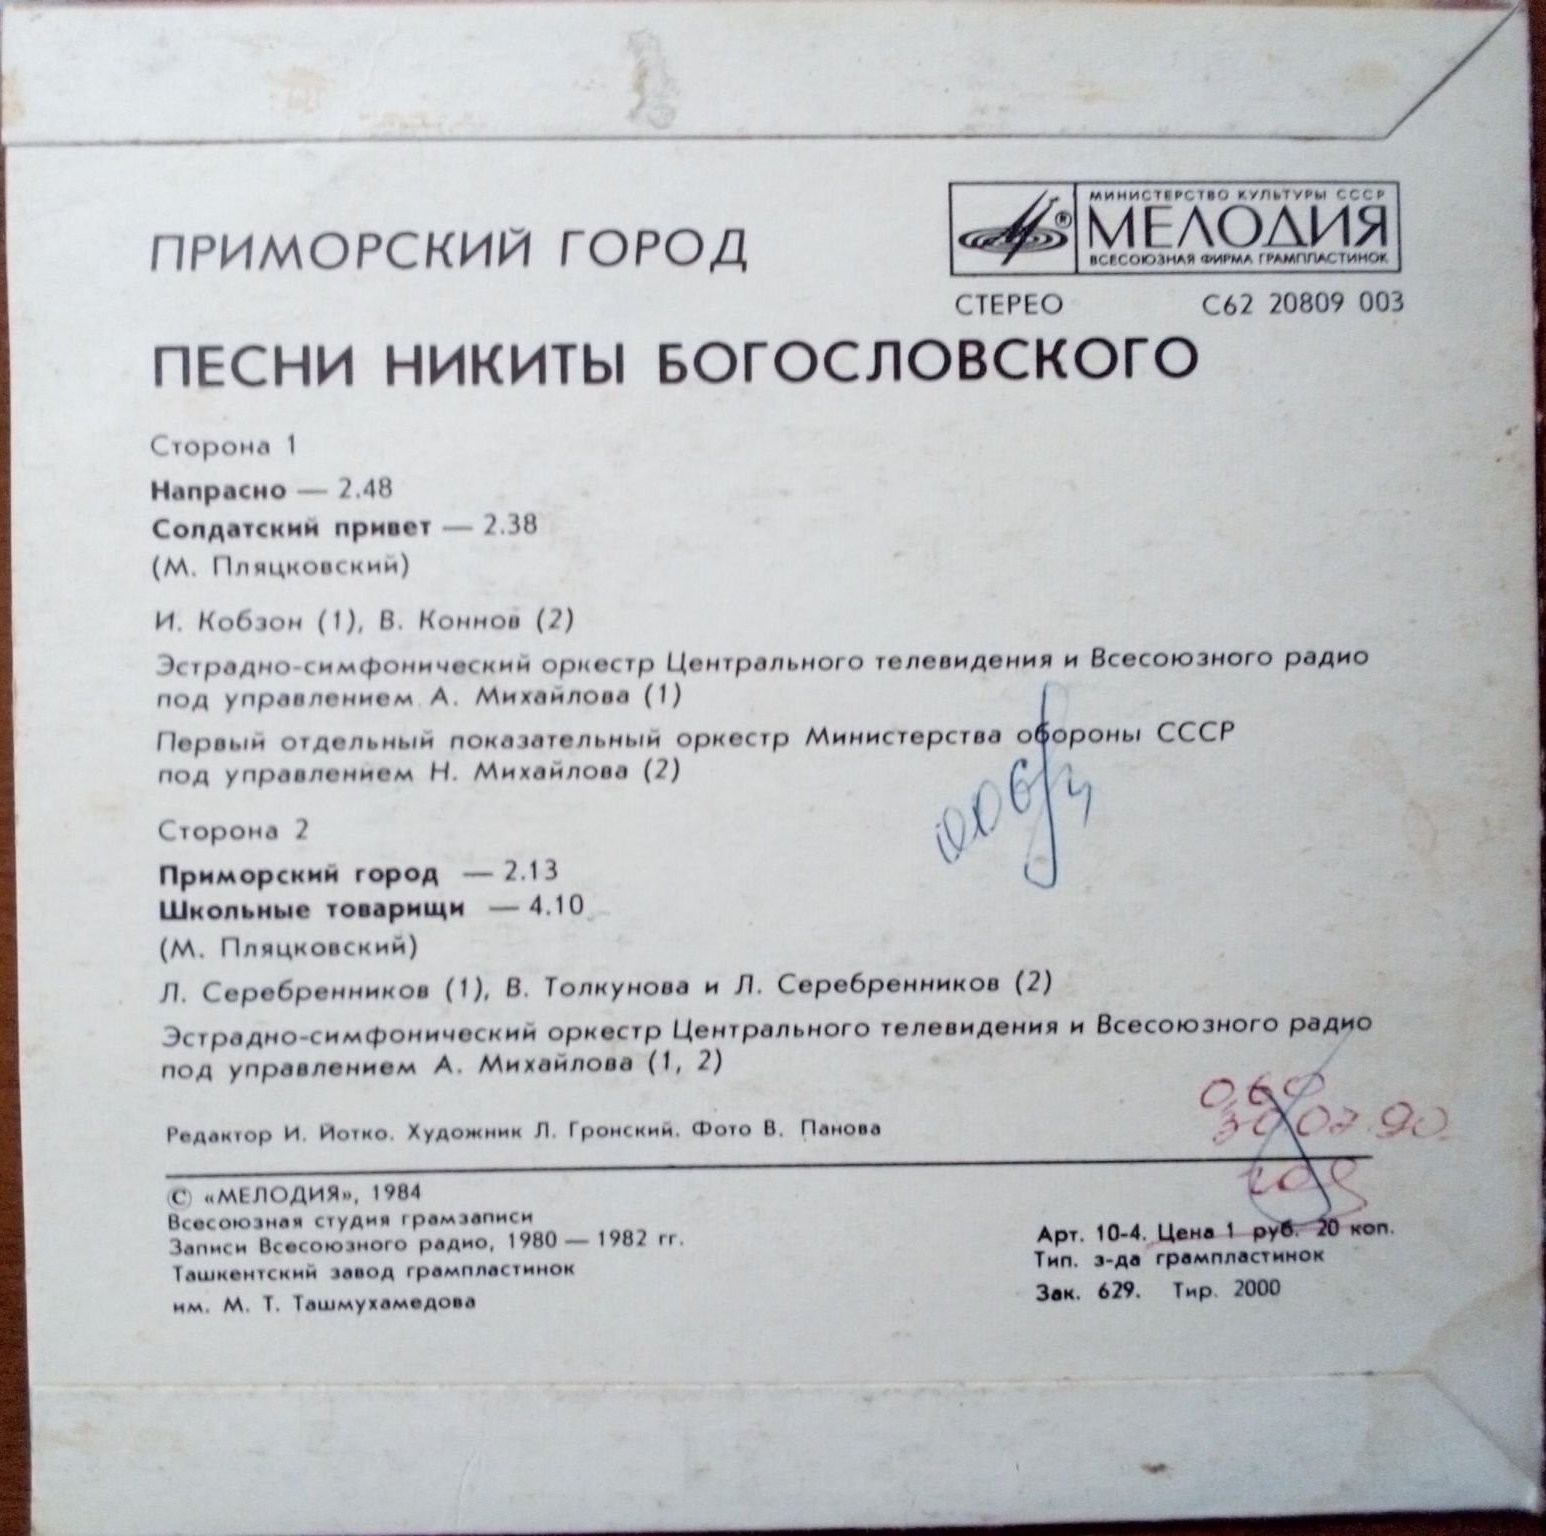 ПРИМОРСКИЙ ГОРОД
МИНИСТЕРСТВО КУЛЬТУРЫ СССР
МЕЛОДИЯ
ВСЕСОЮЗНАЯ ФИРМА ГРАМПЛАСТИНОК
СТЕРЕО С62 20809 003
ПЕСНИ НИКИТЫ БОГОСЛОВСКОГО
Сторона 1
Напрасно — 2.48
Солдатский привет — 2.38
(М. Пляцковский)
И. Кобзон (1), В. Коннов (2)
Эстрадно-симфонический оркестр Центрального телевидения и Всесоюзного радио
под управлением А. Михайлова (1)
Первый отдельный показательный оркестр Министерства обороны СССР
под управлением Н. Михайлова (2)
Сторона 2
Приморский город — 2.13
Школьные товарищи — 4.10
(М. Пляцковский)
Л. Серебренников (1), В. Толкунова и Л. Серебренников (2)
Эстрадно-симфонический оркестр Центрального телевидения и Всесоюзного радио
под управлением А. Михайлова (1, 2)
Редактор И. Йотко. Художник Л. Гронский. Фото В. Панова
© «МЕЛОДИЯ», 1984
Всесоюзная студия грамзаписи
Записи Всесоюзного радио, 1980 — 1982 гг.
Ташкентский завод грампластинок
им. М. Т. Ташмухамедова
Арт. 10-4. Цена 1 руб. 20 коп.
Тип. з-да грампластинок
Зак. 629. Тир. 2000